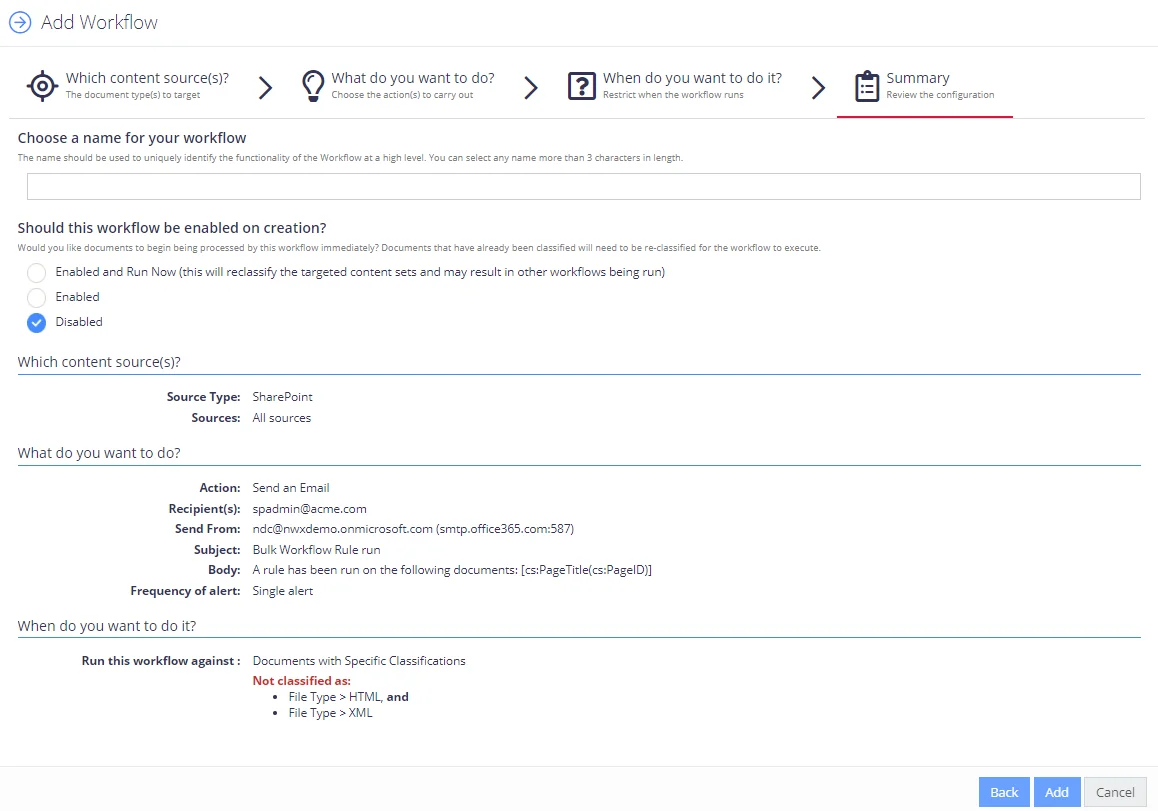 Add Workflow
Which content source(s)?
The document type(s) to target
What do you want to do?
Choose the action(s) to carry out
When do you want to do it?
Restrict when the workflow runs
Summary
Review the configuration
Choose a name for your workflow
The name should be used to uniquely identify the functionality of the Workflow at a high level. You can select any name more than 3 characters in length.
Should this workflow be enabled on creation?
Would you like documents to begin being processed by this workflow immediately? Documents that have already been classified will need to be re-classified for the workflow to execute.
Enabled and Run Now (this will reclassify the targeted content sets and may result in other workflows being run)
Enabled
Disabled
Which content source(s)?
Source Type: SharePoint
Sources: All sources
What do you want to do?
Action: Send an Email
Recipient(s): spadmin@acme.com
Send From: ndc@nwxdemo.onmicrosoft.com (smtp.office365.com:587)
Subject: Bulk Workflow Rule run
Body: A rule has been run on the following documents: [cs:PageTitle(cs:PageID)]
Frequency of alert: Single alert
When do you want to do it?
Run this workflow against : Documents with Specific Classifications
Not classified as:
• File Type > HTML, and
• File Type > XML
Back Add Cancel